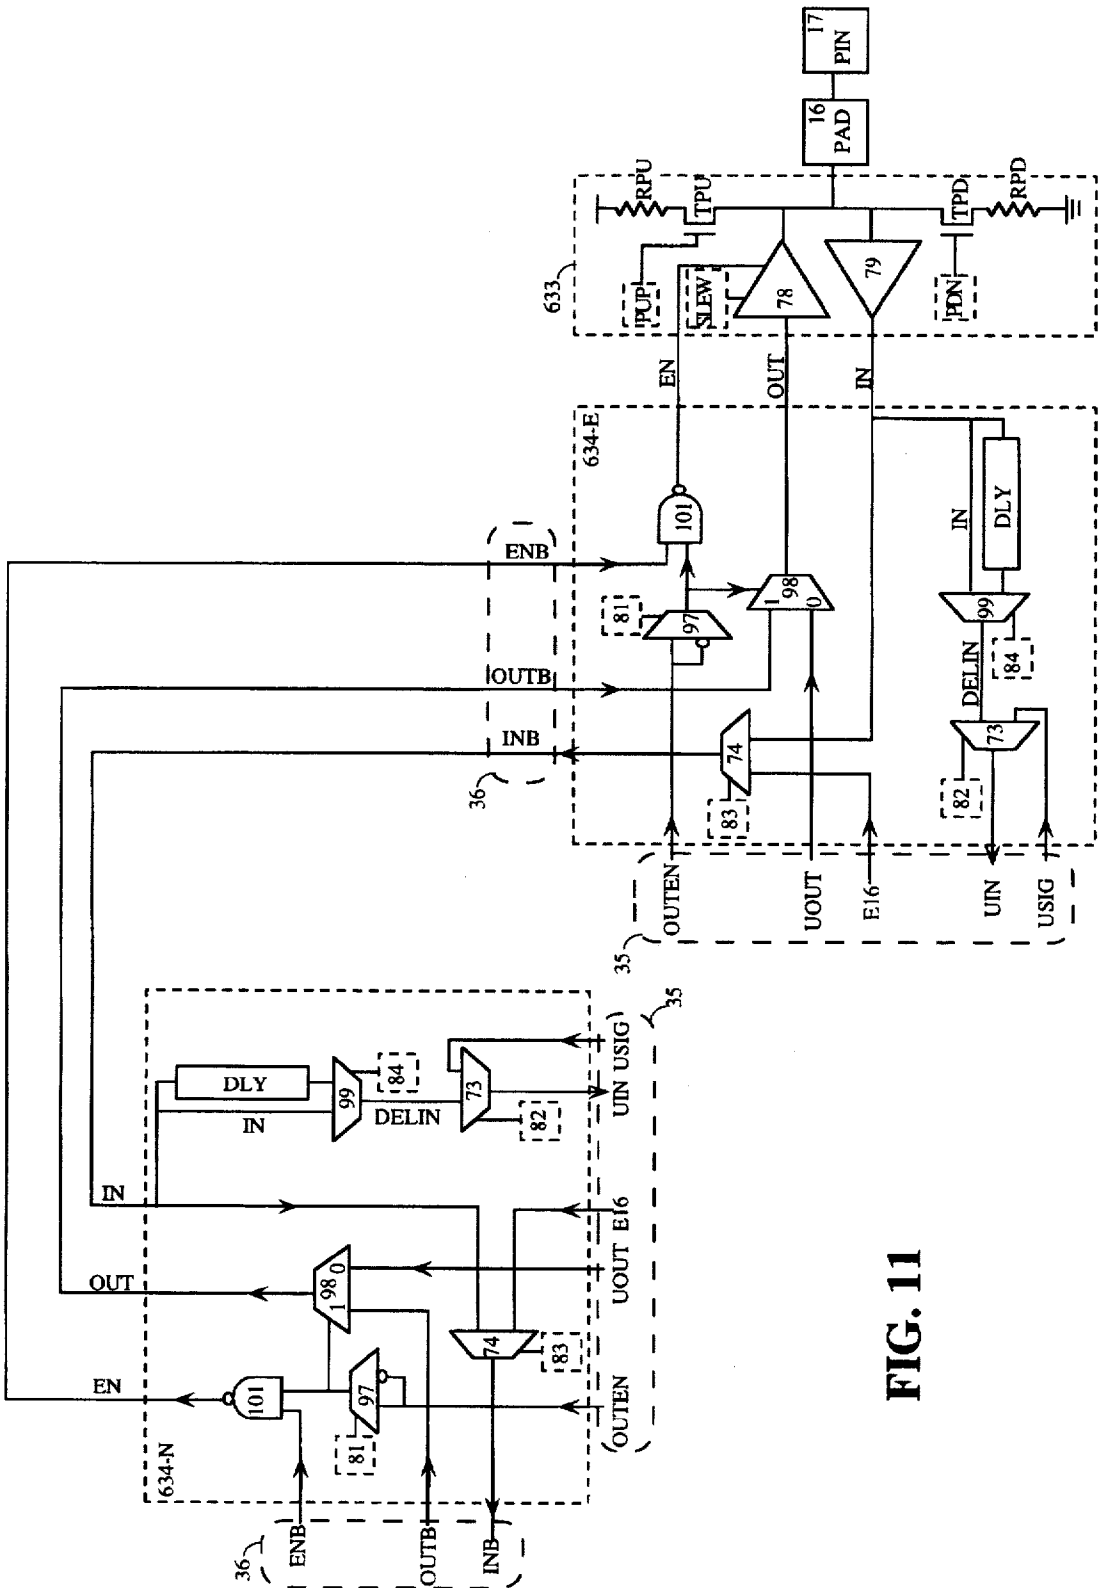 17
PIN
16
PAD
633
RPU
TPU
PUP
SLEW
78
79
TPD
RPD
PDN
EN
OUT
IN
634-E
101
ENB
81
97
1
98
0
OUTB
INB
36
74
83
IN
DLY
99
84
DELIN
73
82
OUTEN
UOUT
E16
UIN
USIG
35
634-N
EN
OUT
IN
101
97
81
1
98
0
74
83
IN
DLY
99
84
DELIN
73
82
ENB
OUTB
INB
36
OUTEN
UOUT
E16
UIN
USIG
35
FIG. 11